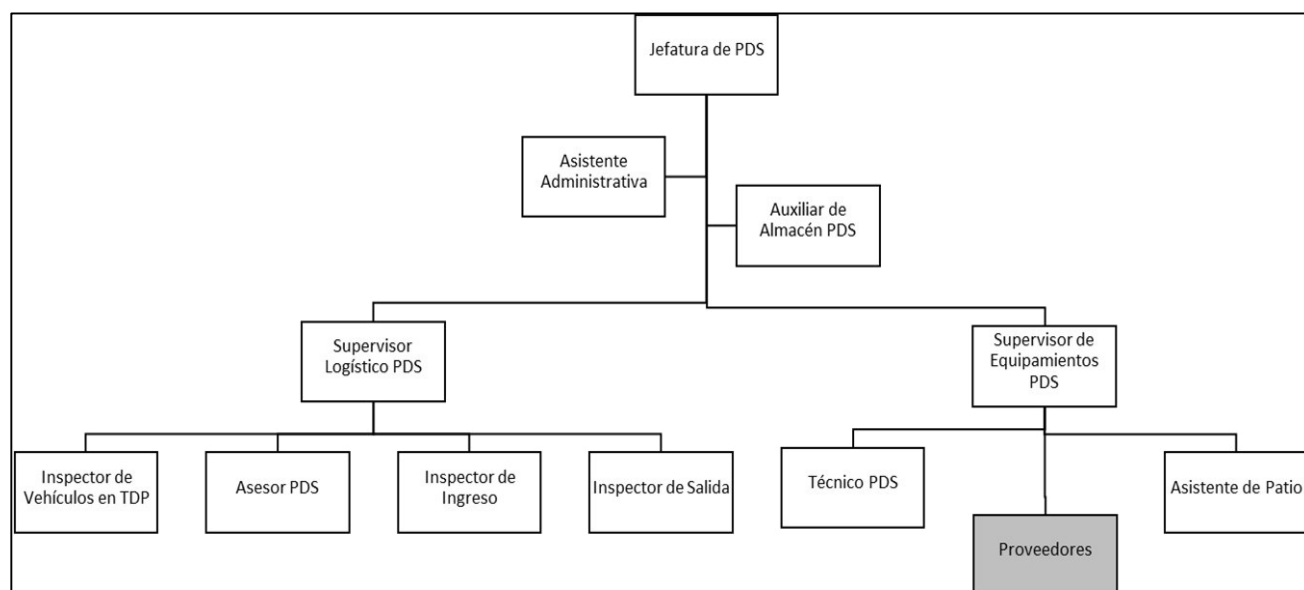 Jefatura de PDS
Asistente
Administrativa
Auxiliar de
Almacén PDS
Supervisor
Logístico PDS
Supervisor de
Equipamientos
PDS
Inspector de
Vehículos en TDP
Asesor PDS
Inspector de
Ingreso
Inspector de Salida
Técnico PDS
Asistente de Patio
Proveedores